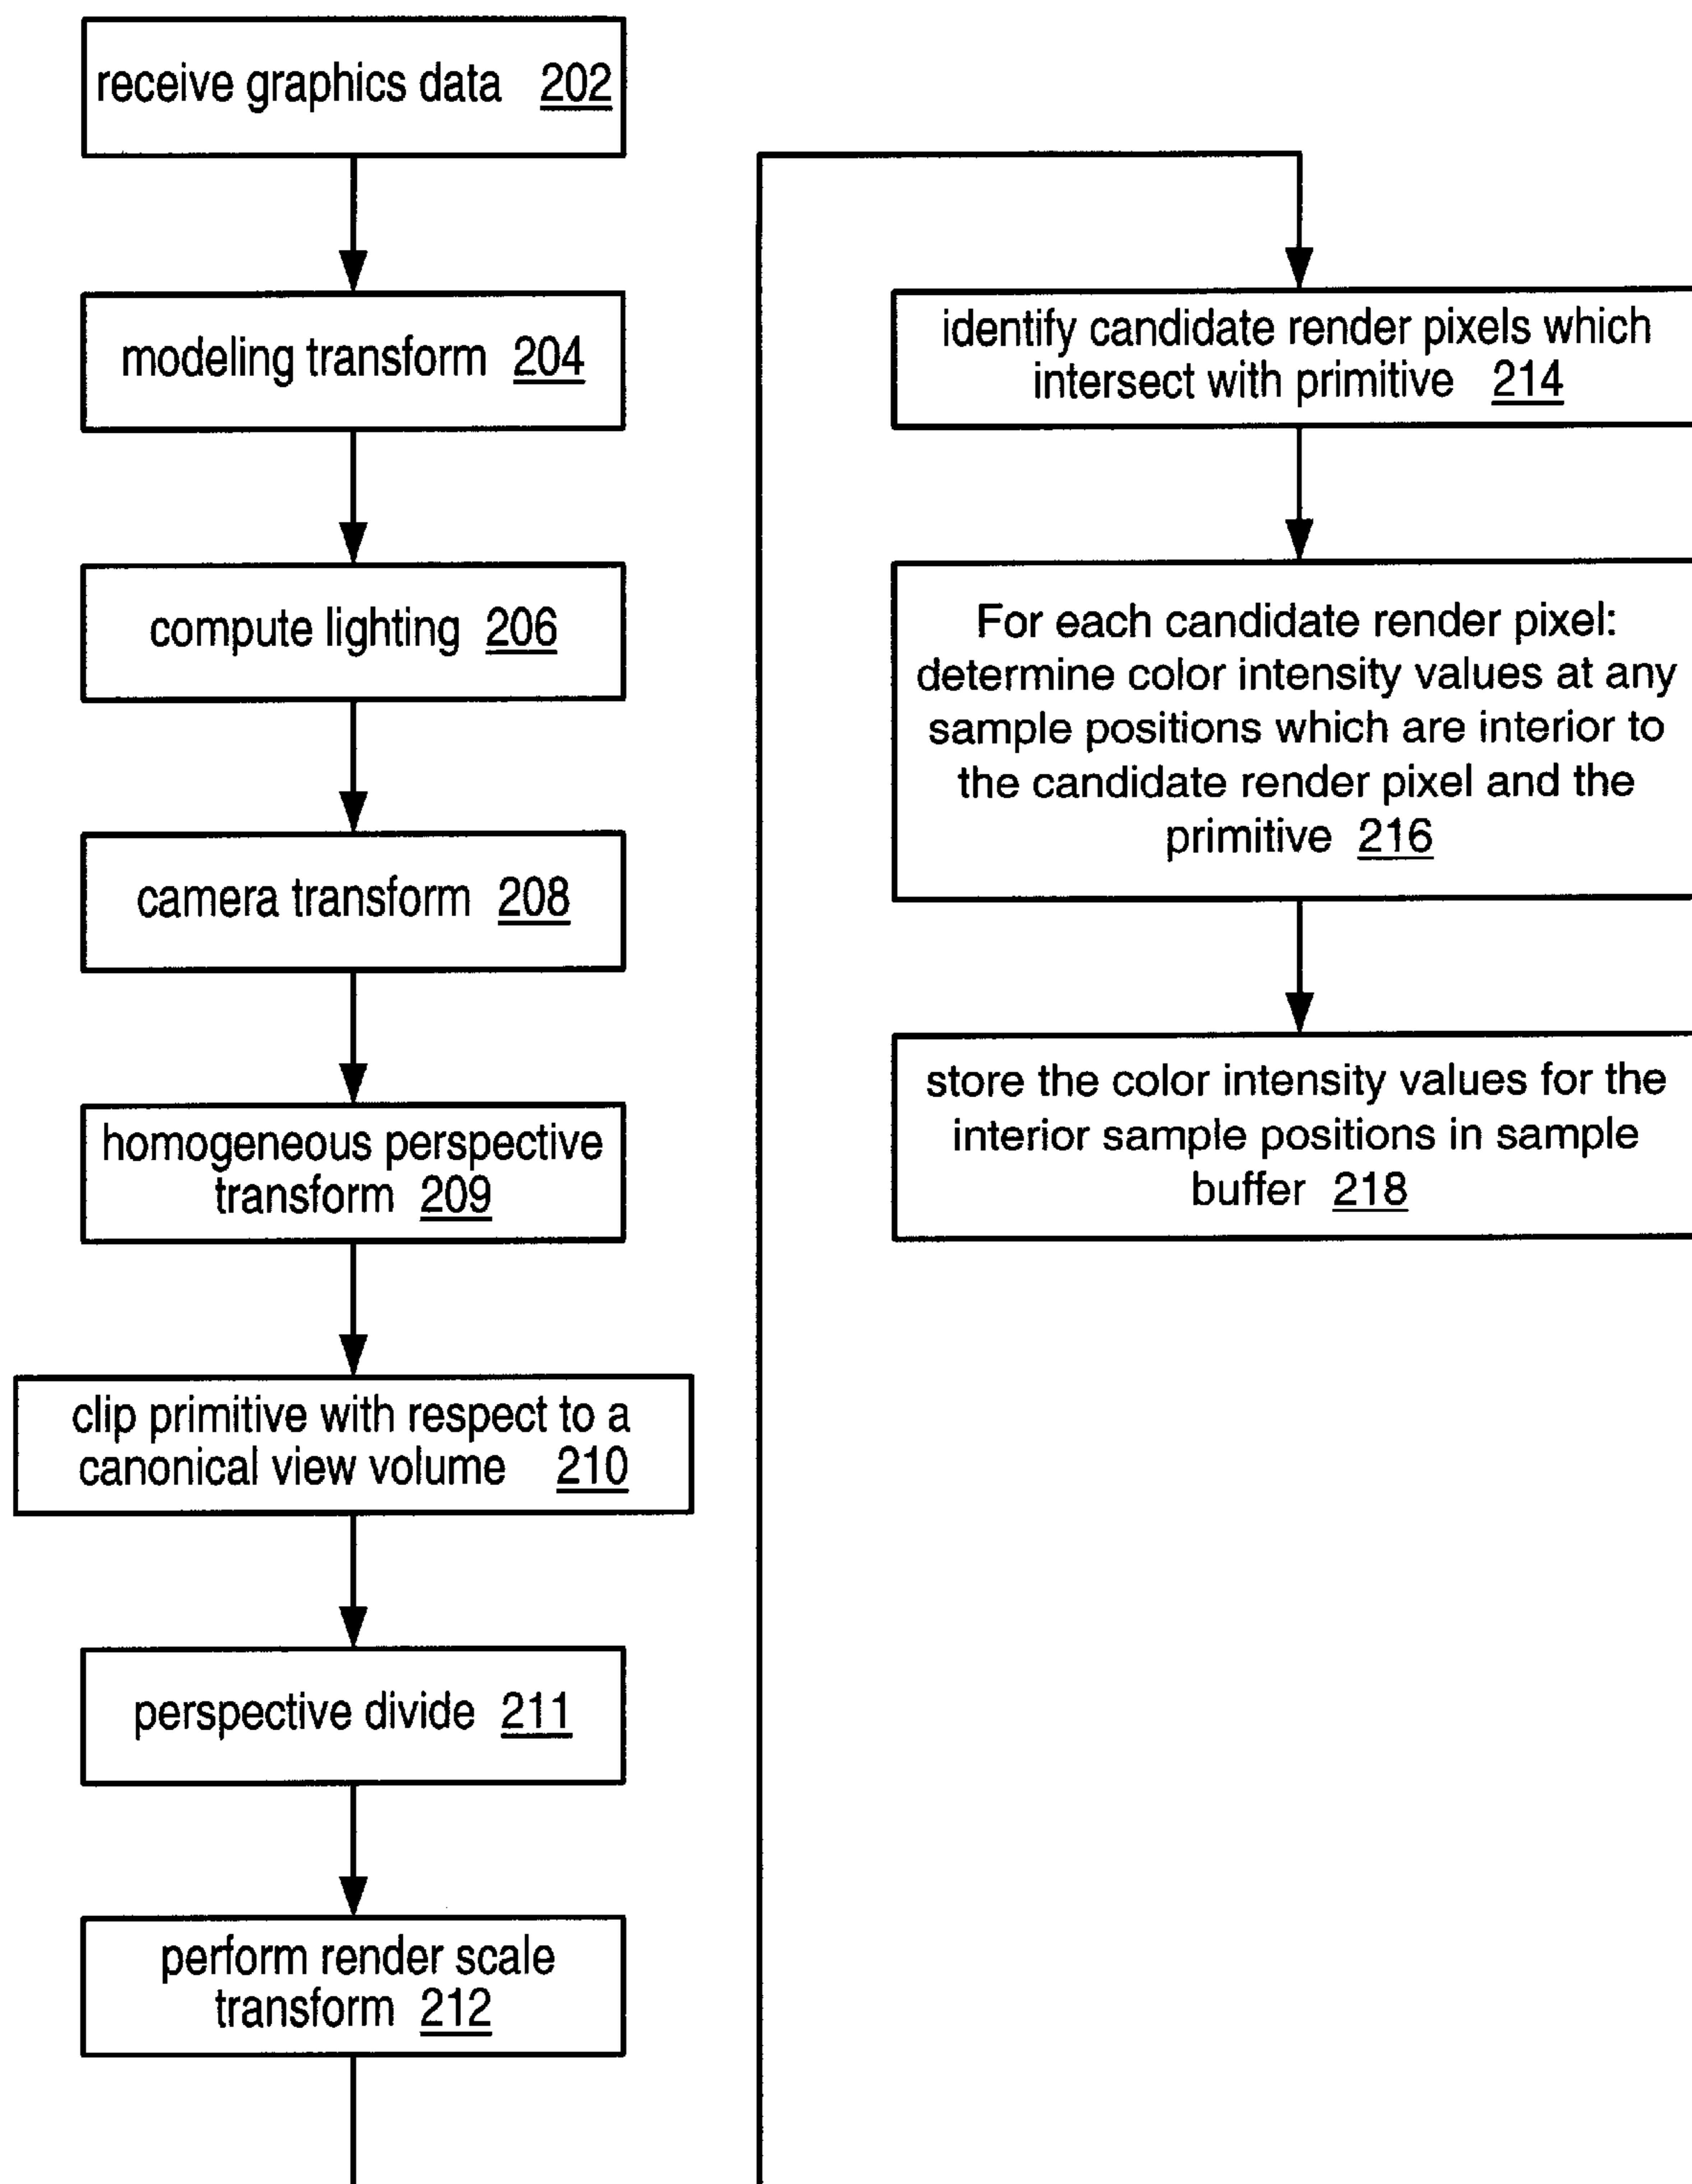 receive graphics data 202
modeling transform 204
compute lighting 206
camera transform 208
homogeneous perspective
transform 209
clip primitive with respect to a
canonical view volume 210
perspective divide 211
perform render scale
transform 212
identify candidate render pixels which
intersect with primitive 214
For each candidate render pixel:
determine color intensity values at any
sample positions which are interior to
the candidate render pixel and the
primitive 216
store the color intensity values for the
interior sample positions in sample
buffer 218